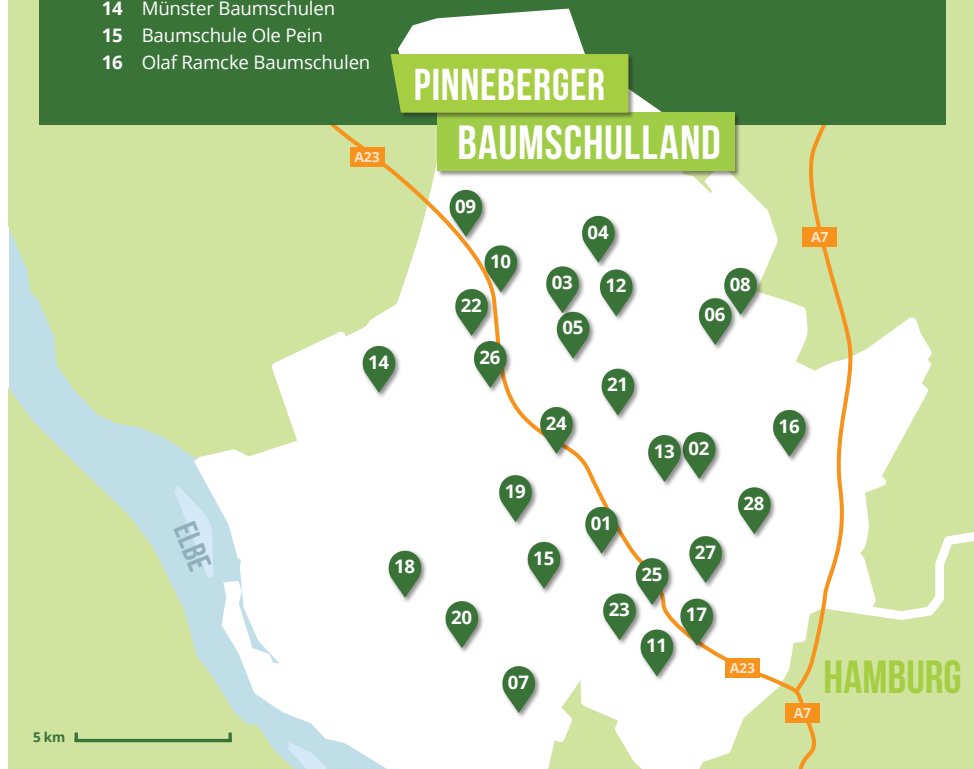 14 Münster Baumschulen
15 Baumschule Ole Pein
16 Olaf Ramcke Baumschulen
PINNEBERGER
BAUMSCHULLAND
A23
09
04
A7
10
03
12
08
22
06
05
26
14
21
24
16
13
02
19
28
01
ELBE
15
27
18
25
23
17
20
11
A23
HAMBURG
07
A7
5 km